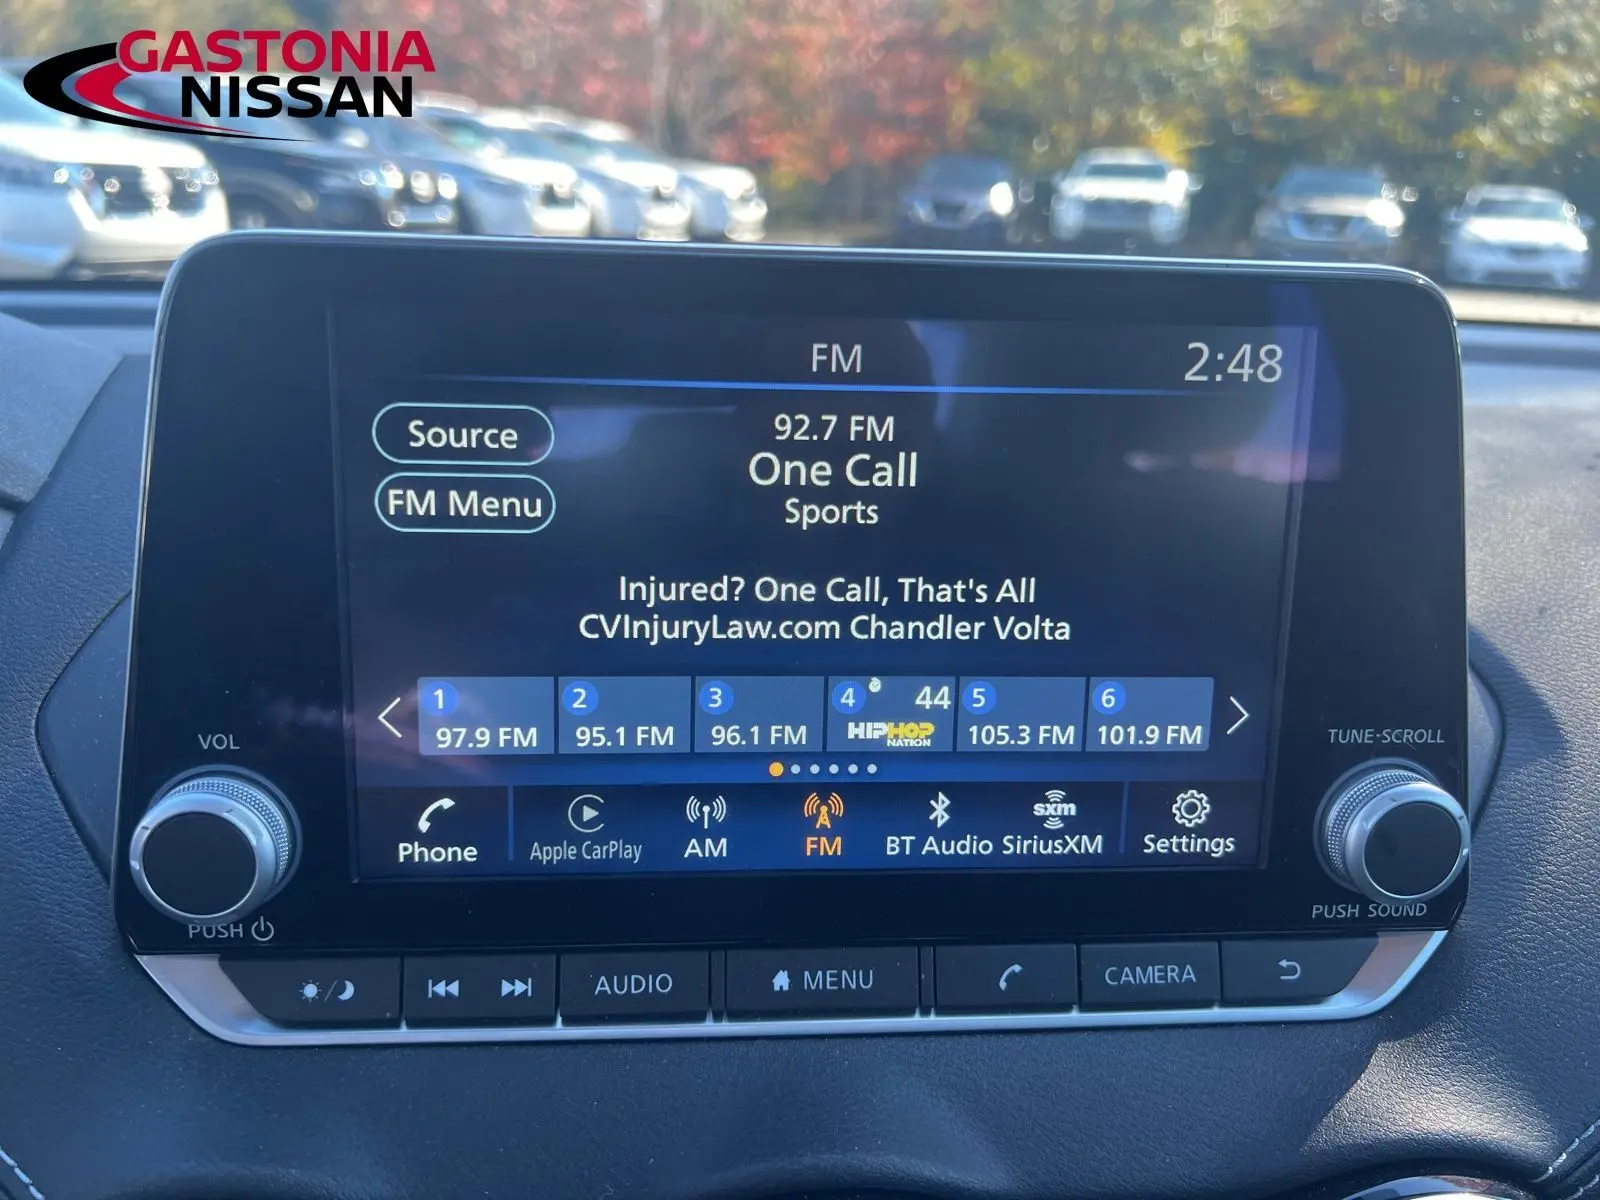 GASTONIA
NISSAN
FM
2:48
Source
92.7 FM
One Call
FM Menu
Sports
Injured? One Call, That's All
CVInjuryLaw.com Chandler Volta
1 97.9 FM
2 95.1 FM
3 96.1 FM
4 44 HIPHOP NATION
5 105.3 FM
6 101.9 FM
VOL
TUNE·SCROLL
Phone
Apple CarPlay
AM
FM
BT Audio
sxm
SiriusXM
Settings
PUSH
PUSH SOUND
AUDIO
MENU
CAMERA